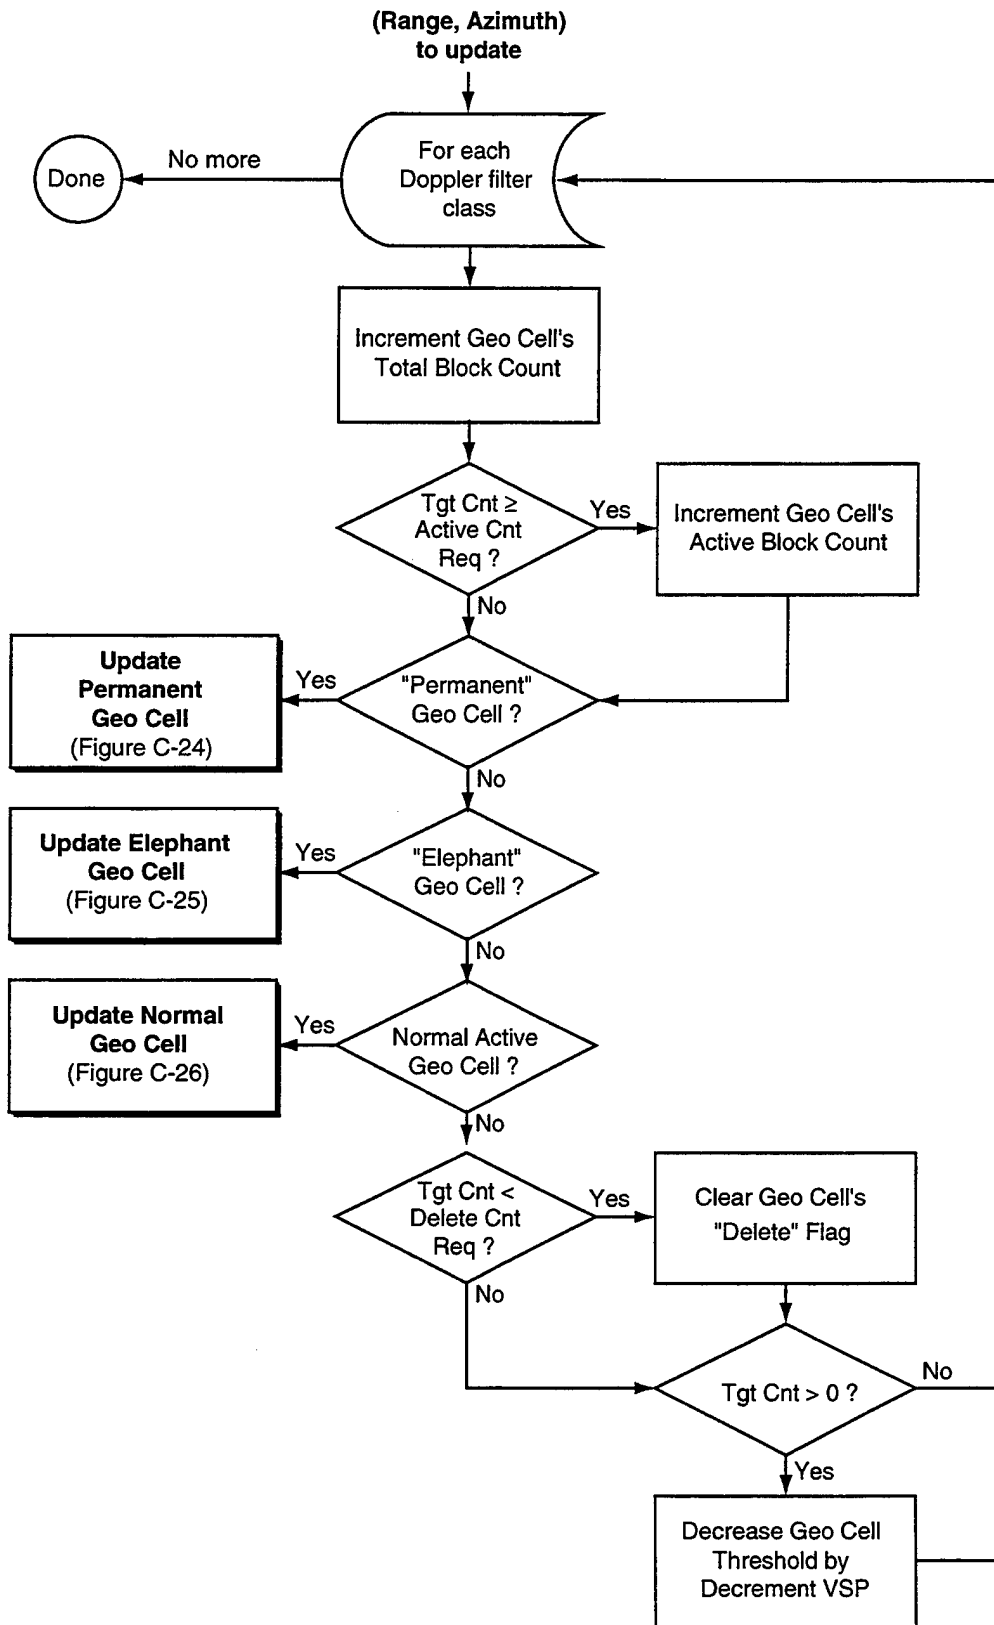 (Range, Azimuth)
to update
For each
Doppler filter
class
No more
Done
Increment Geo Cell's
Total Block Count
Tgt Cnt ≥
Active Cnt
Req ?
Yes
Increment Geo Cell's
Active Block Count
No
"Permanent"
Geo Cell ?
Yes
Update
Permanent
Geo Cell
(Figure C-24)
No
"Elephant"
Geo Cell ?
Yes
Update Elephant
Geo Cell
(Figure C-25)
No
Normal Active
Geo Cell ?
Yes
Update Normal
Geo Cell
(Figure C-26)
No
Tgt Cnt <
Delete Cnt
Req ?
Yes
Clear Geo Cell's
"Delete" Flag
No
Tgt Cnt > 0 ?
No
Yes
Decrease Geo Cell
Threshold by
Decrement VSP